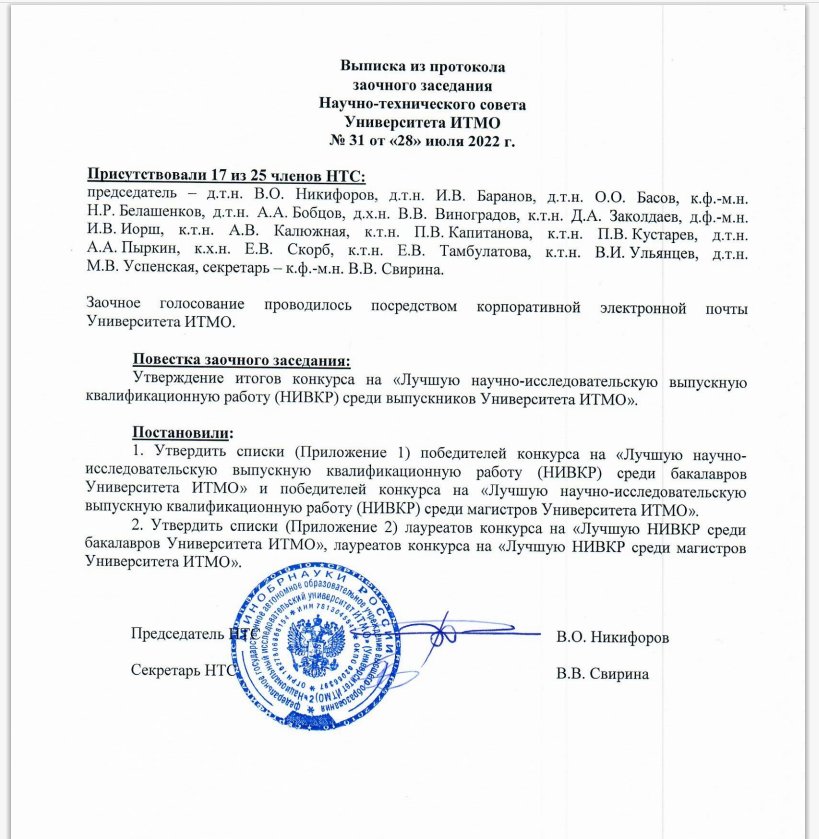 Выписка из протокола
заочного заседания
Научно-технического совета
Университета ИТМО
№ 31 от «28» июля 2022 г.
Присутствовали 17 из 25 членов НТС:
председатель – д.т.н. В.О. Никифоров, д.т.н. И.В. Баранов, д.т.н. О.О. Басов, к.ф.-м.н.
Н.Р. Белашенков, д.т.н. А.А. Бобцов, д.х.н. В.В. Виноградов, к.т.н. Д.А. Заколдаев, д.ф.-м.н.
И.В. Иорш, к.т.н. А.В. Калюжная, к.т.н. П.В. Капитанова, к.т.н. П.В. Кустарев, д.т.н.
А.А. Пыркин, к.х.н. Е.В. Скорб, к.т.н. Е.В. Тамбулатова, к.т.н. В.И. Ульянцев, д.т.н.
М.В. Успенская, секретарь – к.ф.-м.н. В.В. Свирина.
Заочное голосование проводилось посредством корпоративной электронной почты
Университета ИТМО.
Повестка заочного заседания:
Утверждение итогов конкурса на «Лучшую научно-исследовательскую выпускную
квалификационную работу (НИВКР) среди выпускников Университета ИТМО».
Постановили:
1. Утвердить списки (Приложение 1) победителей конкурса на «Лучшую научно-
исследовательскую выпускную квалификационную работу (НИВКР) среди бакалавров
Университета ИТМО» и победителей конкурса на «Лучшую научно-исследовательскую
выпускную квалификационную работу (НИВКР) среди магистров Университета ИТМО».
2. Утвердить списки (Приложение 2) лауреатов конкурса на «Лучшую НИВКР среди
бакалавров Университета ИТМО», лауреатов конкурса на «Лучшую НИВКР среди магистров
Университета ИТМО».
Председатель НТС
В.О. Никифоров
Секретарь НТС
В.В. Свирина
МИНОБРНАУКИ РОССИИ